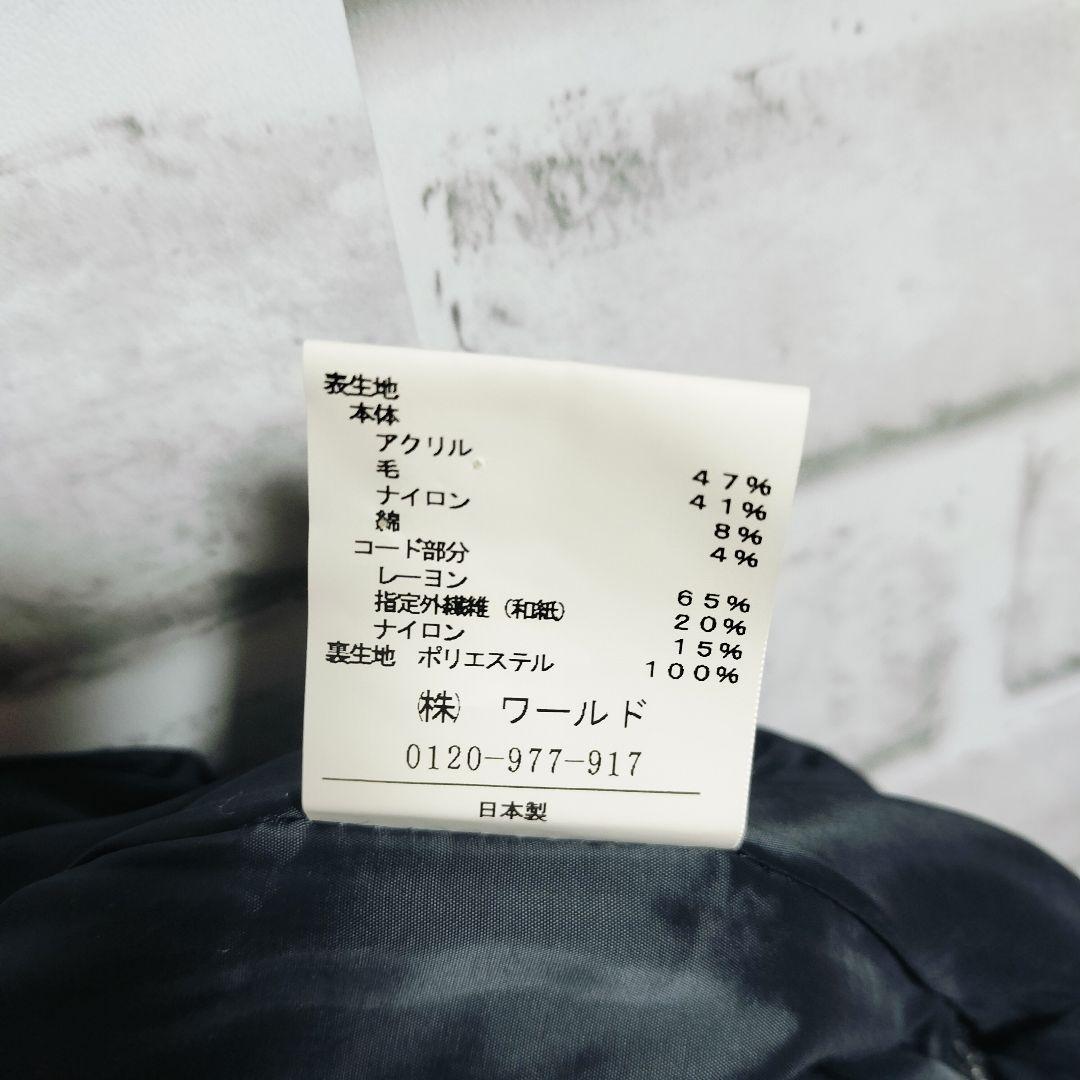 表生地
本体
アクリル 47%
毛 41%
ナイロン 8%
綿 4%
コード部分
レーヨン 65%
指定外繊維(和紙) 20%
ナイロン 15%
裏生地 ポリエステル 100%
㈱ ワールド
0120-977-917
日本製